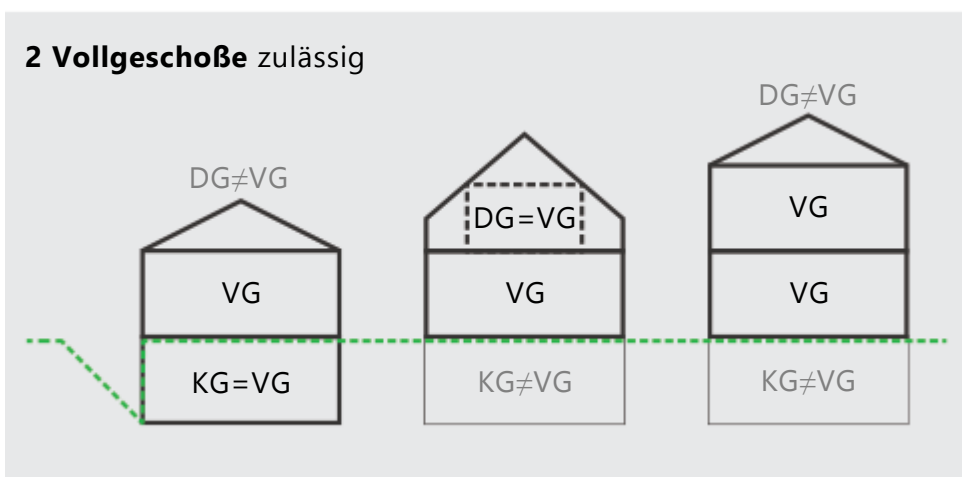 2 Vollgeschoße zulässig
DG≠VG
VG
KG=VG
DG=VG
VG
KG≠VG
DG≠VG
VG
VG
KG≠VG